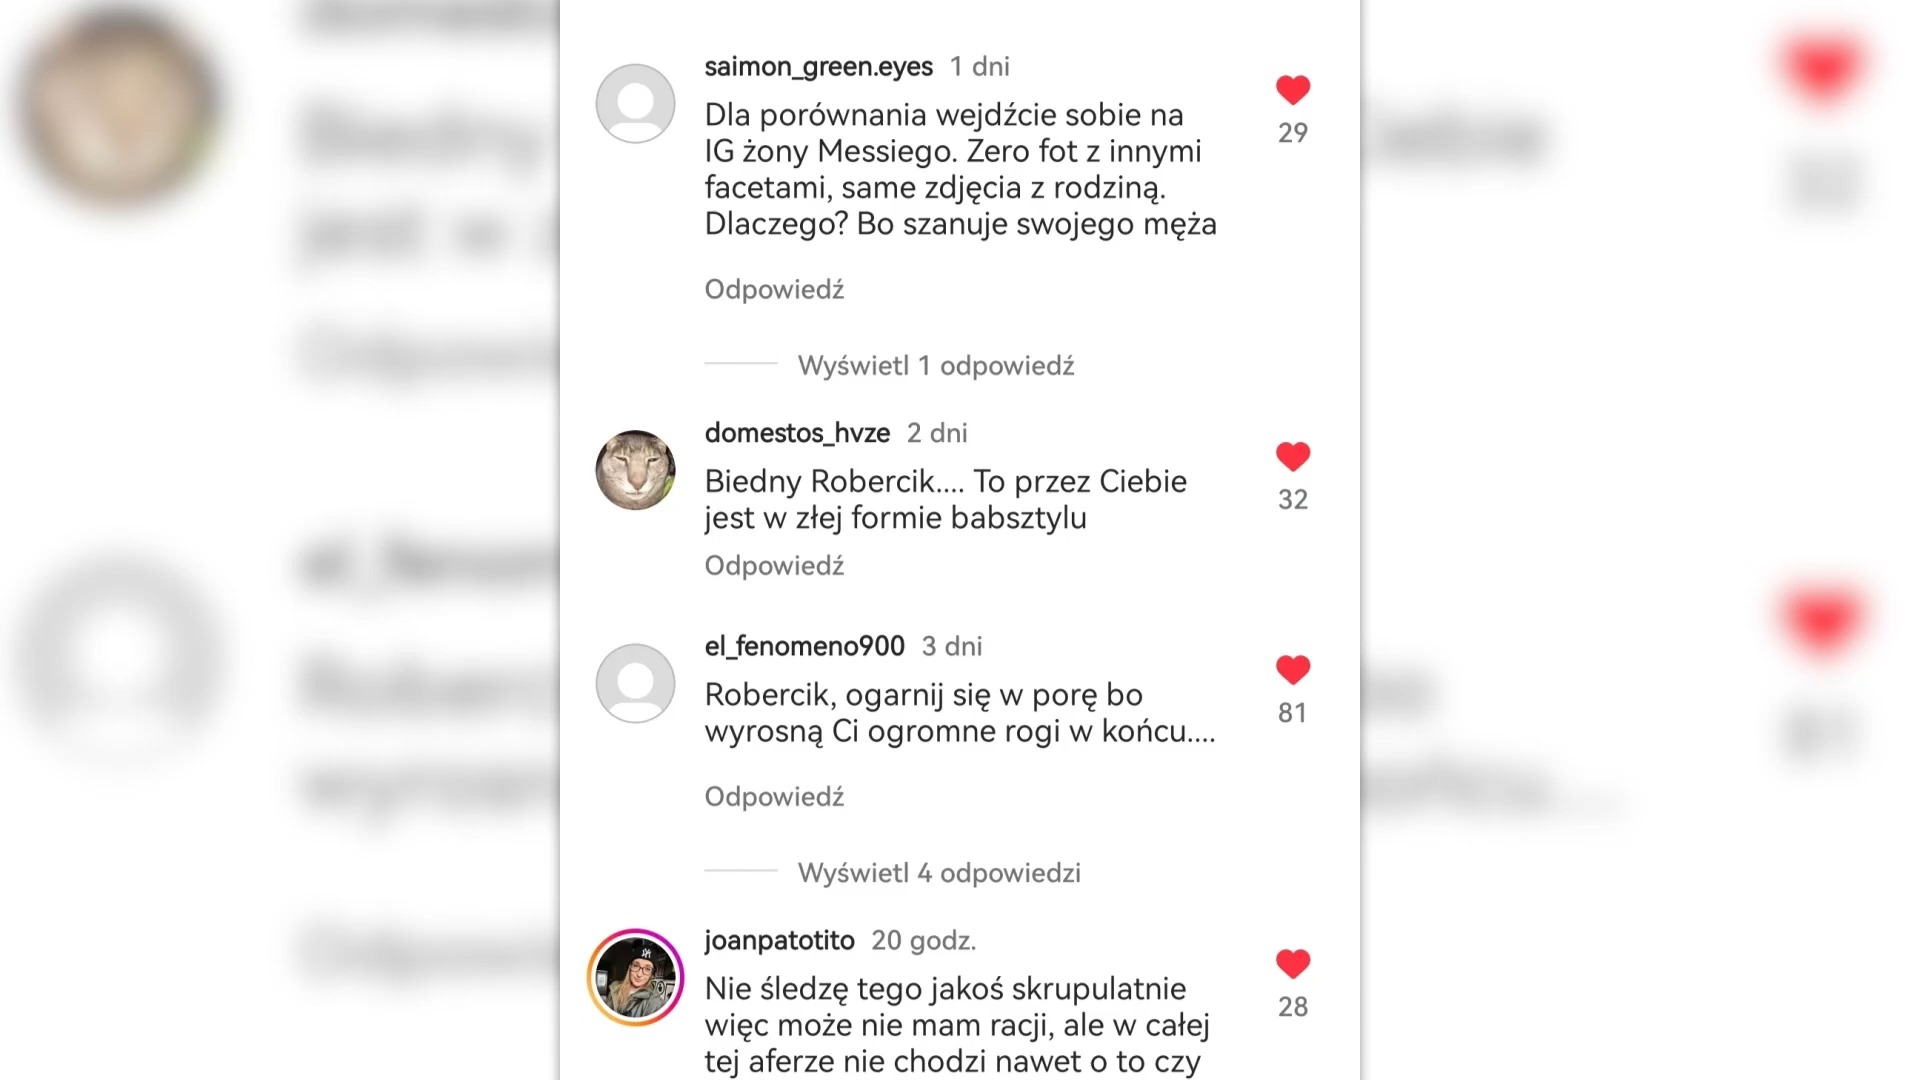 saimon_green.eyes 1 dni
Dla porównania wejdźcie sobie na
IG żony Messiego. Zero fot z innymi
facetami, same zdjęcia z rodziną.
Dlaczego? Bo szanuje swojego męża
29
Odpowiedź
Wyświetl 1 odpowiedź
domestos_hvze 2 dni
Biedny Robercik.... To przez Ciebie
jest w złej formie babsztylu
32
Odpowiedź
el_fenomeno900 3 dni
Robercik, ogarnij się w porę bo
wyrosną Ci ogromne rogi w końcu....
81
Odpowiedź
Wyświetl 4 odpowiedzi
joanpatotito 20 godz.
Nie śledzę tego jakoś skrupulatnie
więc może nie mam racji, ale w całej
tej aferze nie chodzi nawet o to czy
28